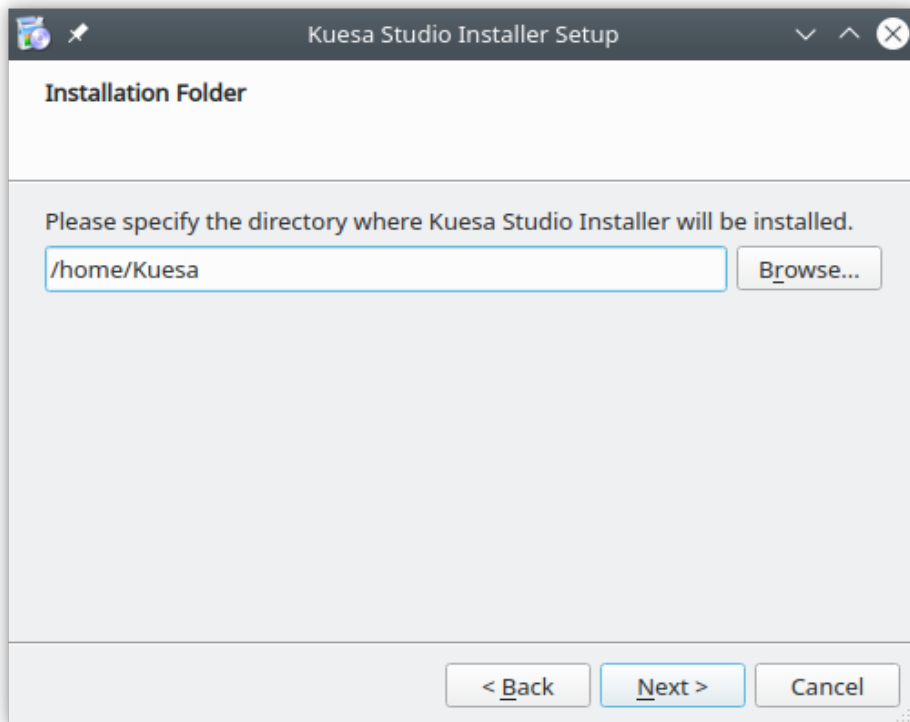 Kuesa Studio Installer Setup
Installation Folder
Please specify the directory where Kuesa Studio Installer will be installed.
/home/Kuesa
Browse...
< Back
Next >
Cancel